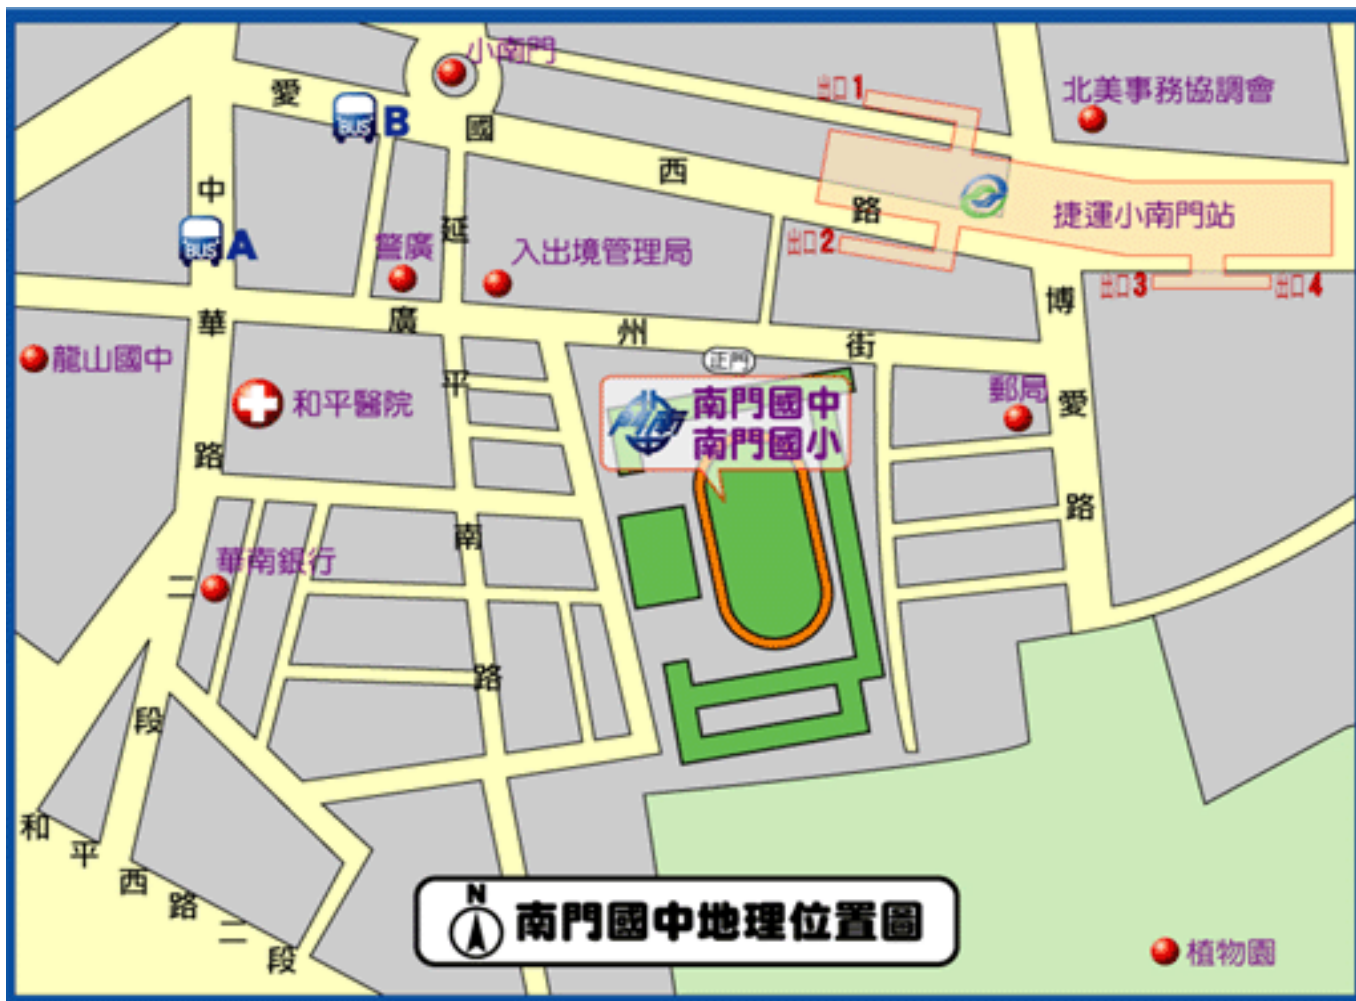 小南門
出口1
北美事務協調會
愛國西路
BUS B
捷運小南門站
出口2
出口3
出口4
BUS A
警廣
入出境管理局
中華路二段
延平南路
廣州街
博愛路
龍山國中
和平醫院
正門
南門國中
南門國小
郵局
華南銀行
和平西路二段
N
南門國中地理位置圖
植物園